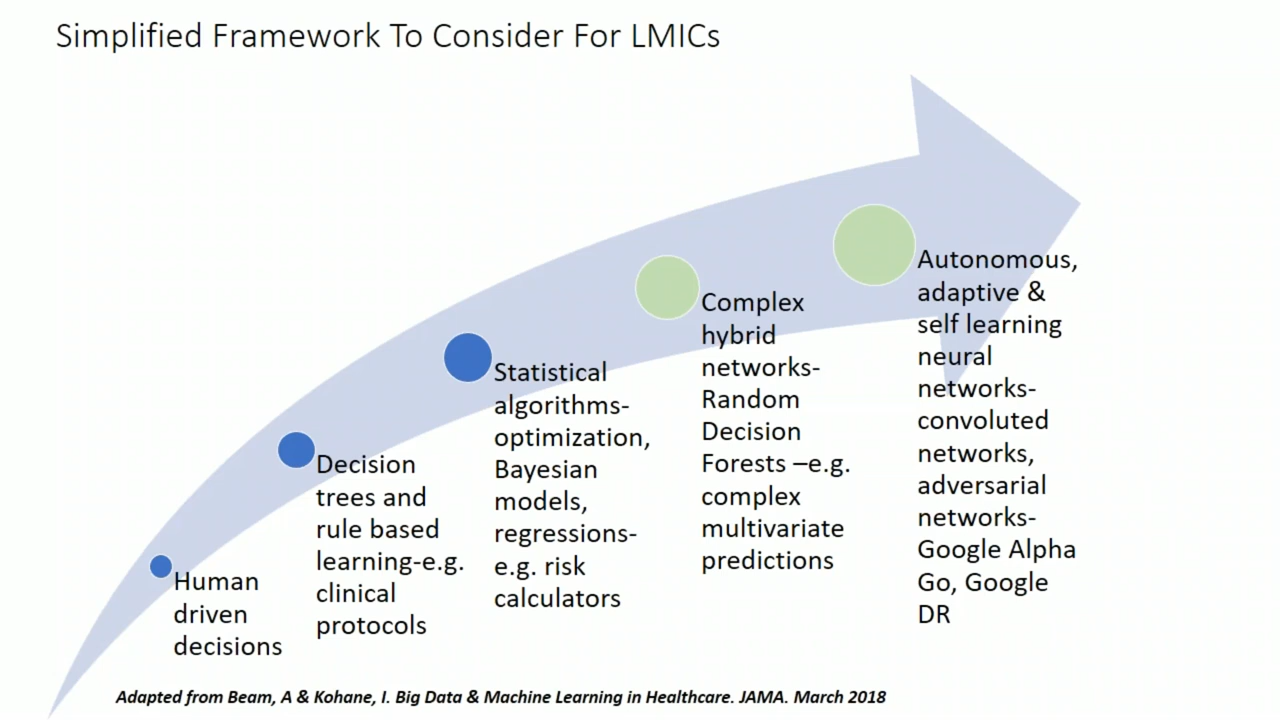 Simplified Framework To Consider For LMICs
Human
driven
decisions
Decision
trees and
rule based
learning-e.g.
clinical
protocols
Statistical
algorithms-
optimization,
Bayesian
models,
regressions-
e.g. risk
calculators
Complex
hybrid
networks-
Random
Decision
Forests –e.g.
complex
multivariate
predictions
Autonomous,
adaptive &
self learning
neural
networks-
convoluted
networks,
adversarial
networks-
Google Alpha
Go, Google
DR
Adapted from Beam, A & Kohane, I. Big Data & Machine Learning in Healthcare. JAMA. March 2018